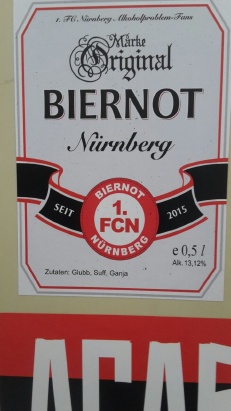 1. FC Nürnberg Alkoholproblem-Fans
Marke
Original
BIERNOT
Nürnberg
BIERNOT
SEIT
1.
FCN
2015
NÜRNBERG
e 0,5 l
Alk. 13,12%
Zutaten: Glubb, Suff, Ganja